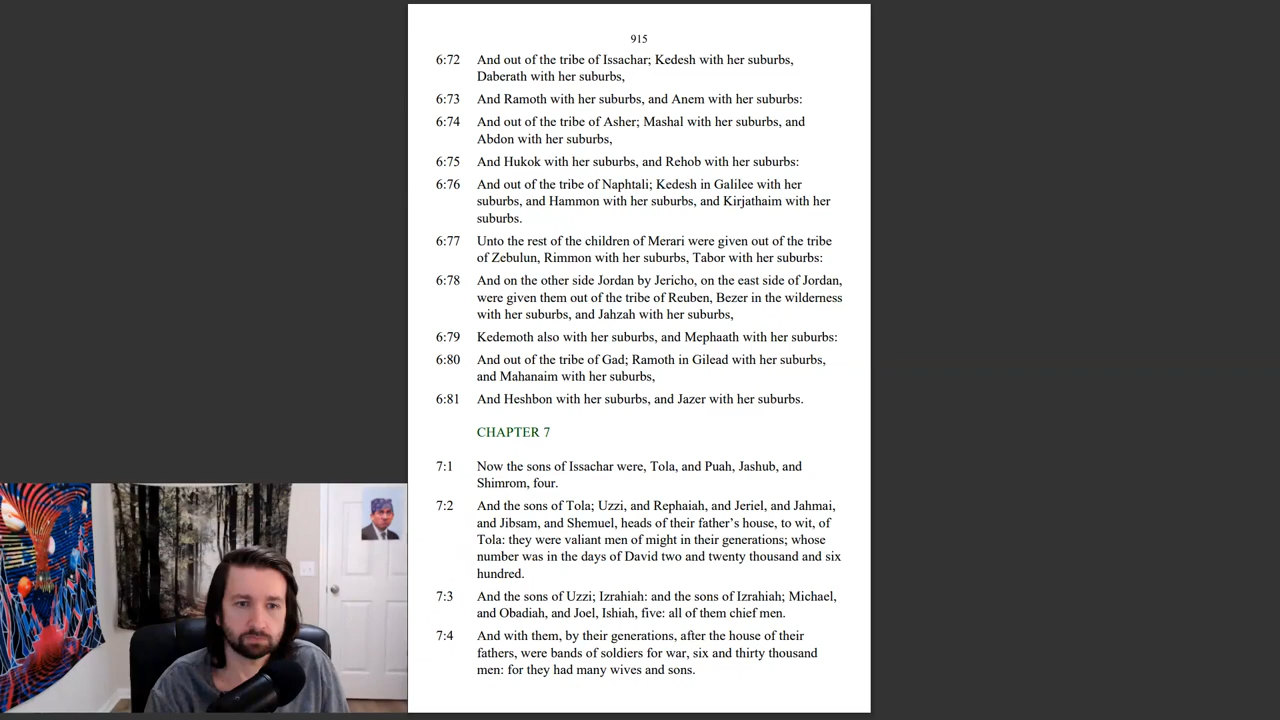 915
6:72 And out of the tribe of Issachar; Kedesh with her suburbs,
Daberath with her suburbs,
6:73 And Ramoth with her suburbs, and Anem with her suburbs:
6:74 And out of the tribe of Asher; Mashal with her suburbs, and
Abdon with her suburbs,
6:75 And Hukok with her suburbs, and Rehob with her suburbs:
6:76 And out of the tribe of Naphtali; Kedesh in Galilee with her
suburbs, and Hammon with her suburbs, and Kirjathaim with her
suburbs.
6:77 Unto the rest of the children of Merari were given out of the tribe
of Zebulun, Rimmon with her suburbs, Tabor with her suburbs:
6:78 And on the other side Jordan by Jericho, on the east side of Jordan,
were given them out of the tribe of Reuben, Bezer in the wilderness
with her suburbs, and Jahzah with her suburbs,
6:79 Kedemoth also with her suburbs, and Mephaath with her suburbs:
6:80 And out of the tribe of Gad; Ramoth in Gilead with her suburbs,
and Mahanaim with her suburbs,
6:81 And Heshbon with her suburbs, and Jazer with her suburbs.
CHAPTER 7
7:1 Now the sons of Issachar were, Tola, and Puah, Jashub, and
Shimrom, four.
7:2 And the sons of Tola; Uzzi, and Rephaiah, and Jeriel, and Jahmai,
and Jibsam, and Shemuel, heads of their father’s house, to wit, of
Tola: they were valiant men of might in their generations; whose
number was in the days of David two and twenty thousand and six
hundred.
7:3 And the sons of Uzzi; Izrahiah: and the sons of Izrahiah; Michael,
and Obadiah, and Joel, Ishiah, five: all of them chief men.
7:4 And with them, by their generations, after the house of their
fathers, were bands of soldiers for war, six and thirty thousand
men: for they had many wives and sons.